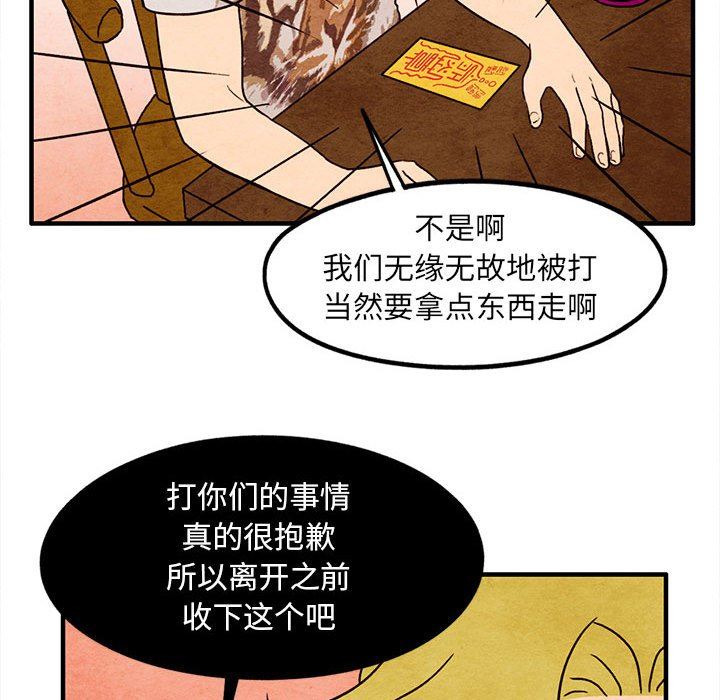 不是啊
我们无缘无故地被打
当然要拿点东西走啊
打你们的事情
真的很抱歉
所以离开之前
收下这个吧